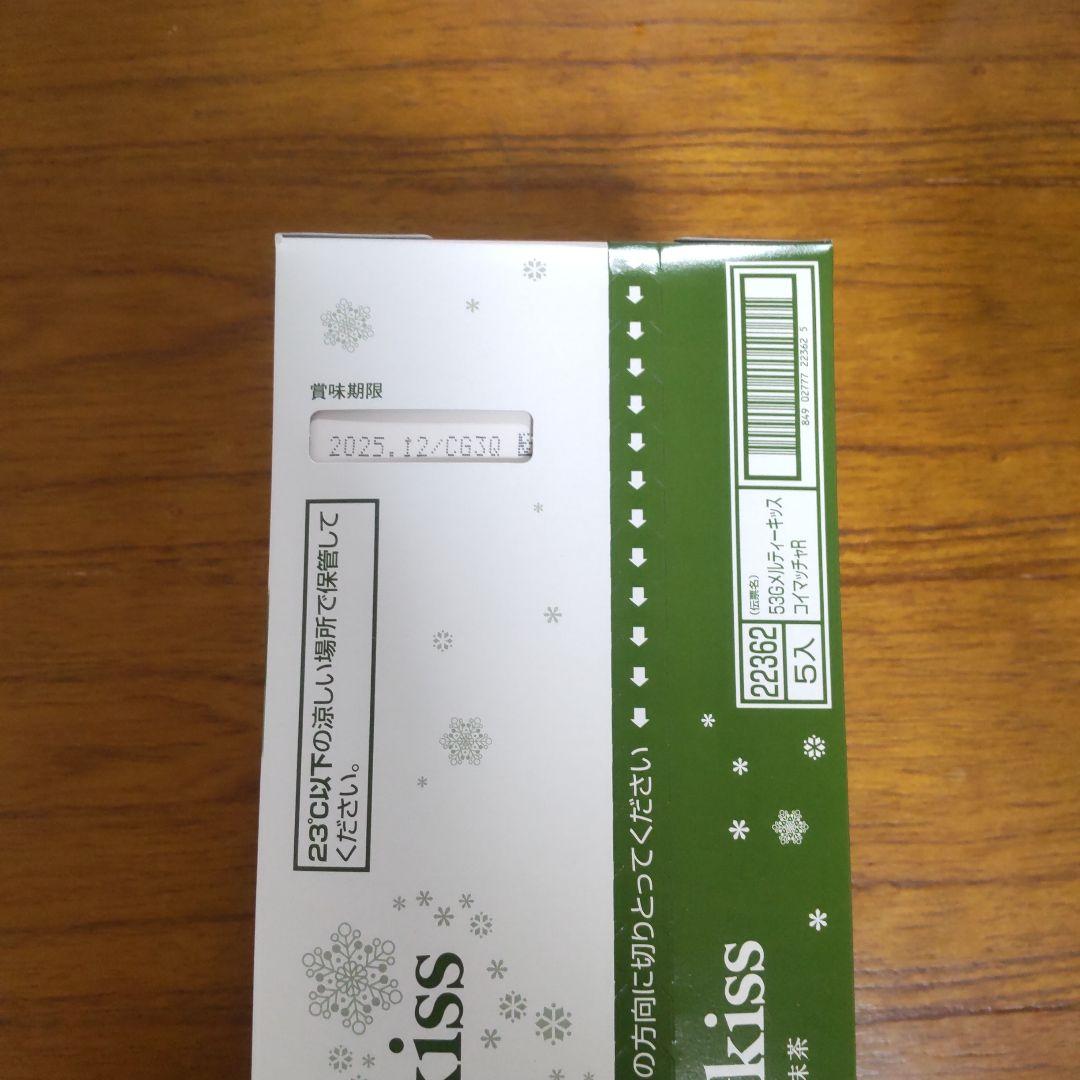 賞味期限
2025.12/CG3Q
23℃以下の涼しい場所で保管して
ください。
kiss
の方向に切りとってください
849 02777 22362 5
(伝票名)
53Gメルティーキッス
コイマッチャR
22362
5入
kiss
抹茶